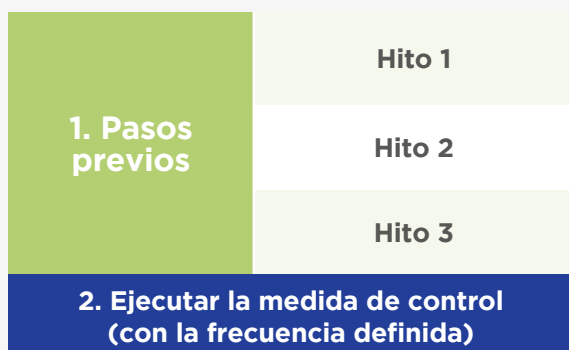 Hito 1
1. Pasos
previos
Hito 2
Hito 3
2. Ejecutar la medida de control
(con la frecuencia definida)